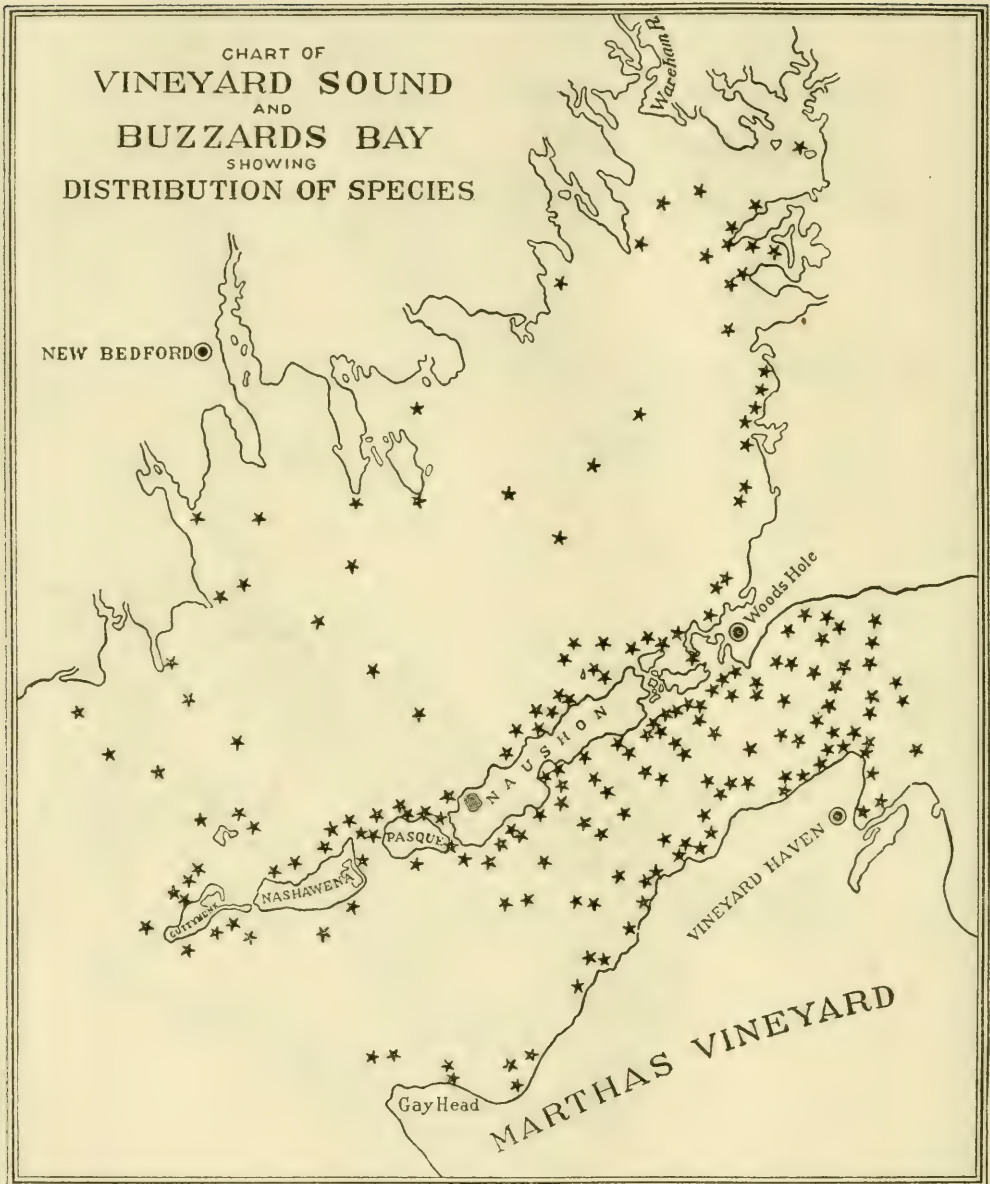 CHART OF
VINEYARD SOUND
AND
BUZZARDS BAY
SHOWING
DISTRIBUTION OF SPECIES
Wareham R
NEW BEDFORD
Woods Hole
NAUSHON
PASQUE
NASHAWENA
CUTTYHUNK
VINEYARD HAVEN
MARTHAS VINEYARD
Gay Head